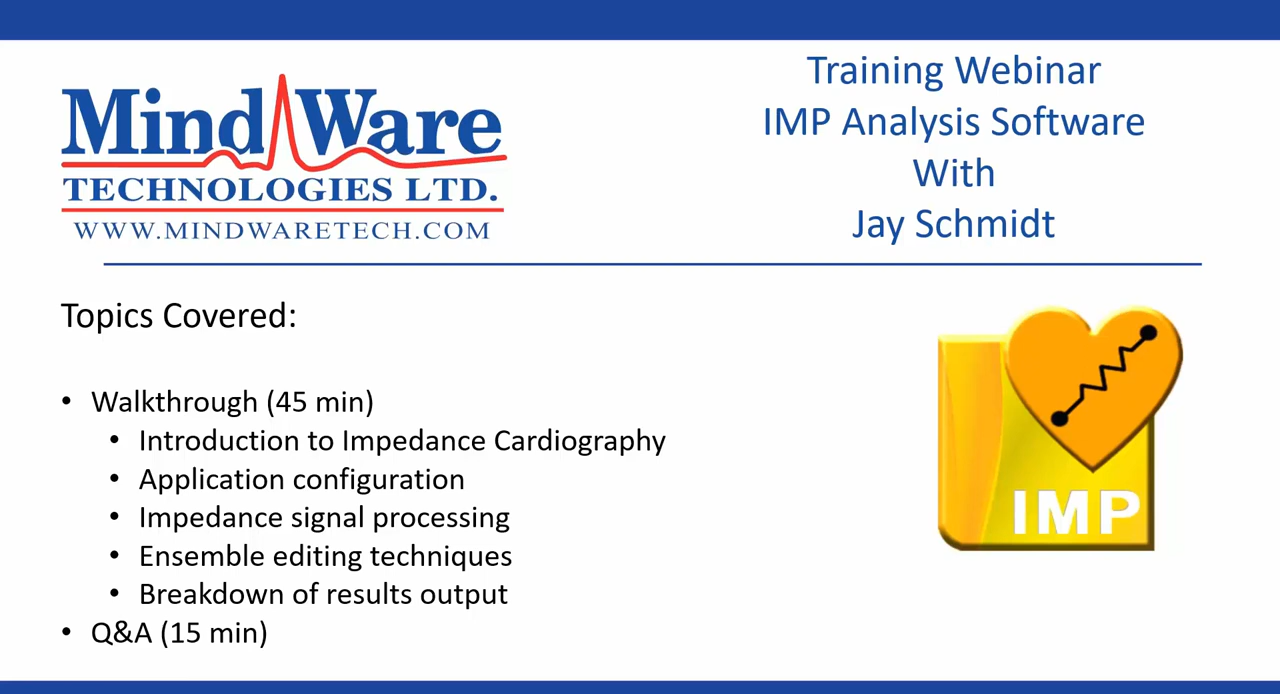 MindWare
TECHNOLOGIES LTD.
WWW.MINDWARETECH.COM
Training Webinar
IMP Analysis Software
With
Jay Schmidt
Topics Covered:
• Walkthrough (45 min)
• Introduction to Impedance Cardiography
• Application configuration
• Impedance signal processing
• Ensemble editing techniques
• Breakdown of results output
• Q&A (15 min)
IMP